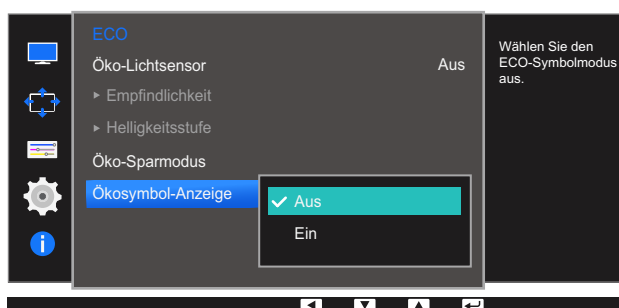 ECO
Öko-Lichtsensor Aus
Empfindlichkeit
Helligkeitsstufe
Öko-Sparmodus
Ökosymbol-Anzeige
Aus
Ein
Wählen Sie den
ECO-Symbolmodus
aus.